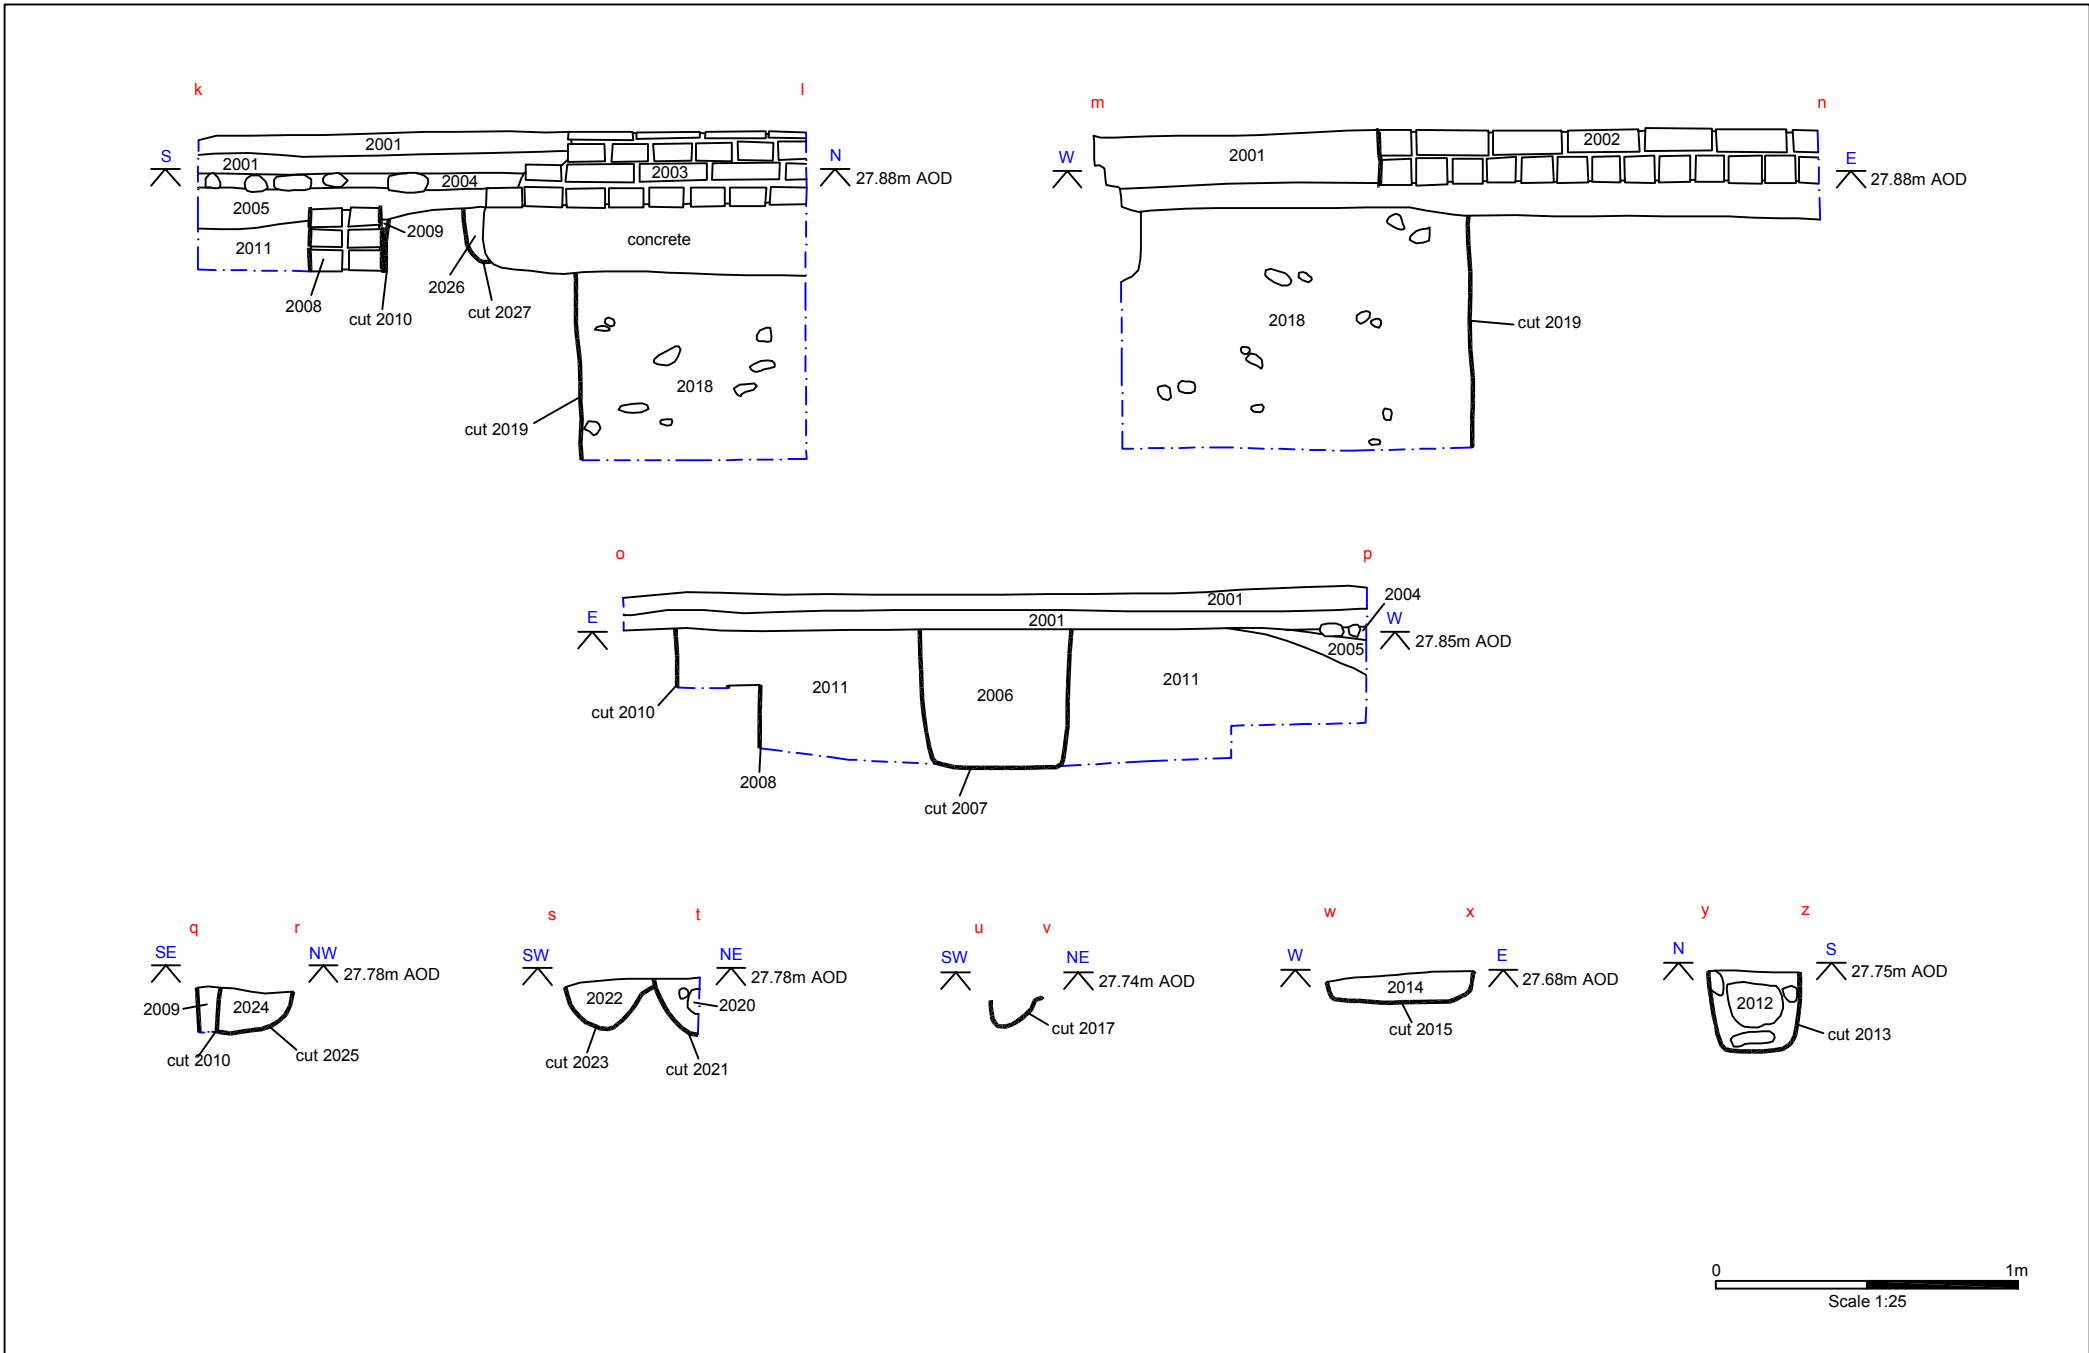 k
l
m
n
S
2001
2001
2004
2003
N
27.88m AOD
2005
2009
2011
concrete
2008
2026
cut 2010
cut 2027
2018
cut 2019
W
2001
2002
E
27.88m AOD
2018
cut 2019
o
p
E
2001
2001
2004
W
27.85m AOD
2005
2011
2006
2011
cut 2010
2008
cut 2007
q
r
SE
NW
27.78m AOD
2009
2024
cut 2010
cut 2025
s
t
SW
NE
27.78m AOD
2022
2020
cut 2023
cut 2021
u
v
SW
NE
27.74m AOD
cut 2017
w
x
W
E
27.68m AOD
2014
cut 2015
y
z
N
S
27.75m AOD
2012
cut 2013
0
1m
Scale 1:25